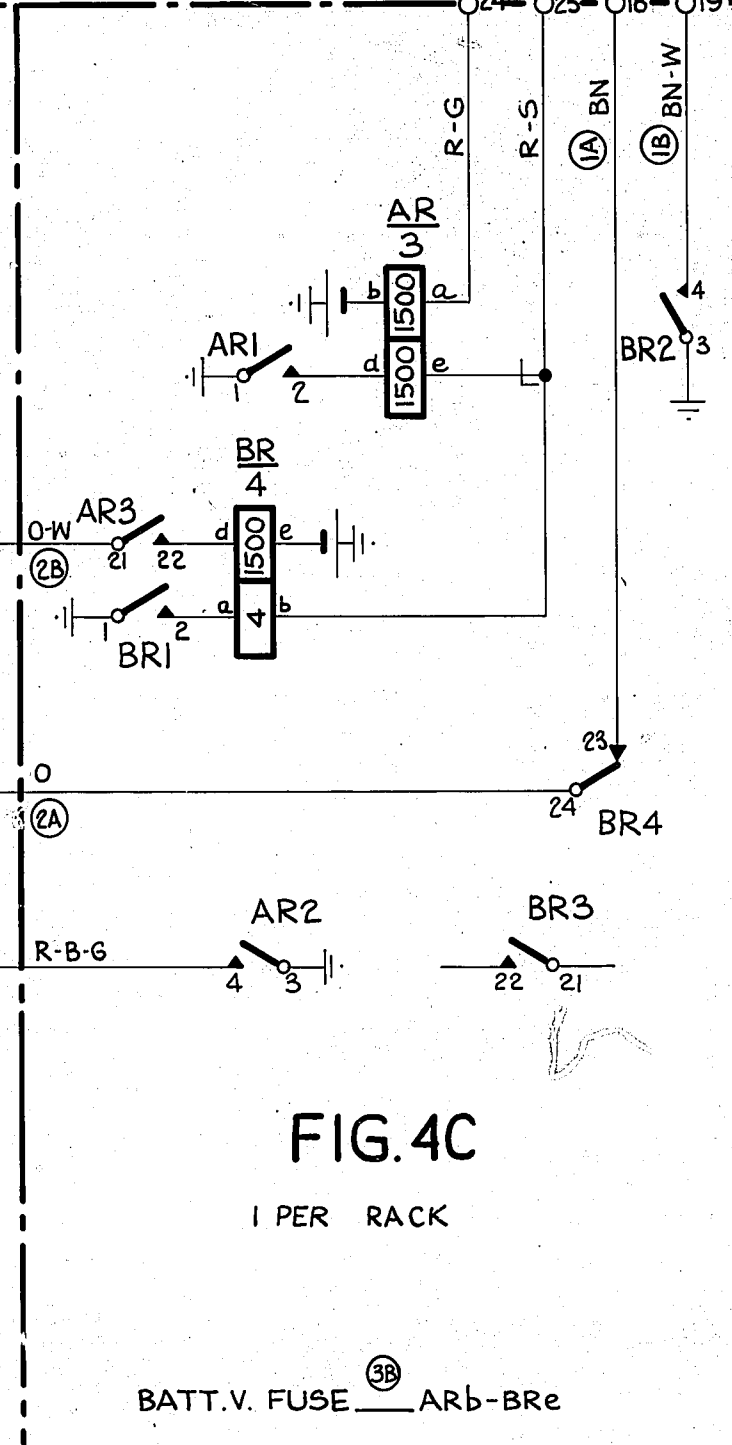 24 25 18 19
R-G R-S 1A BN 1B BN-W
AR
3
b 1500 a
4
BR2 3
AR1
1 2 d 1500 e
BR
4
O-W AR3
2B 21 22 d 1500 e
1 2 a 4 b
BR1
23
O
2A 24 BR4
AR2 BR3
R-B-G
4 3 22 21
FIG. 4C
1 PER RACK
3B
BATT. V. FUSE ARb-BRe